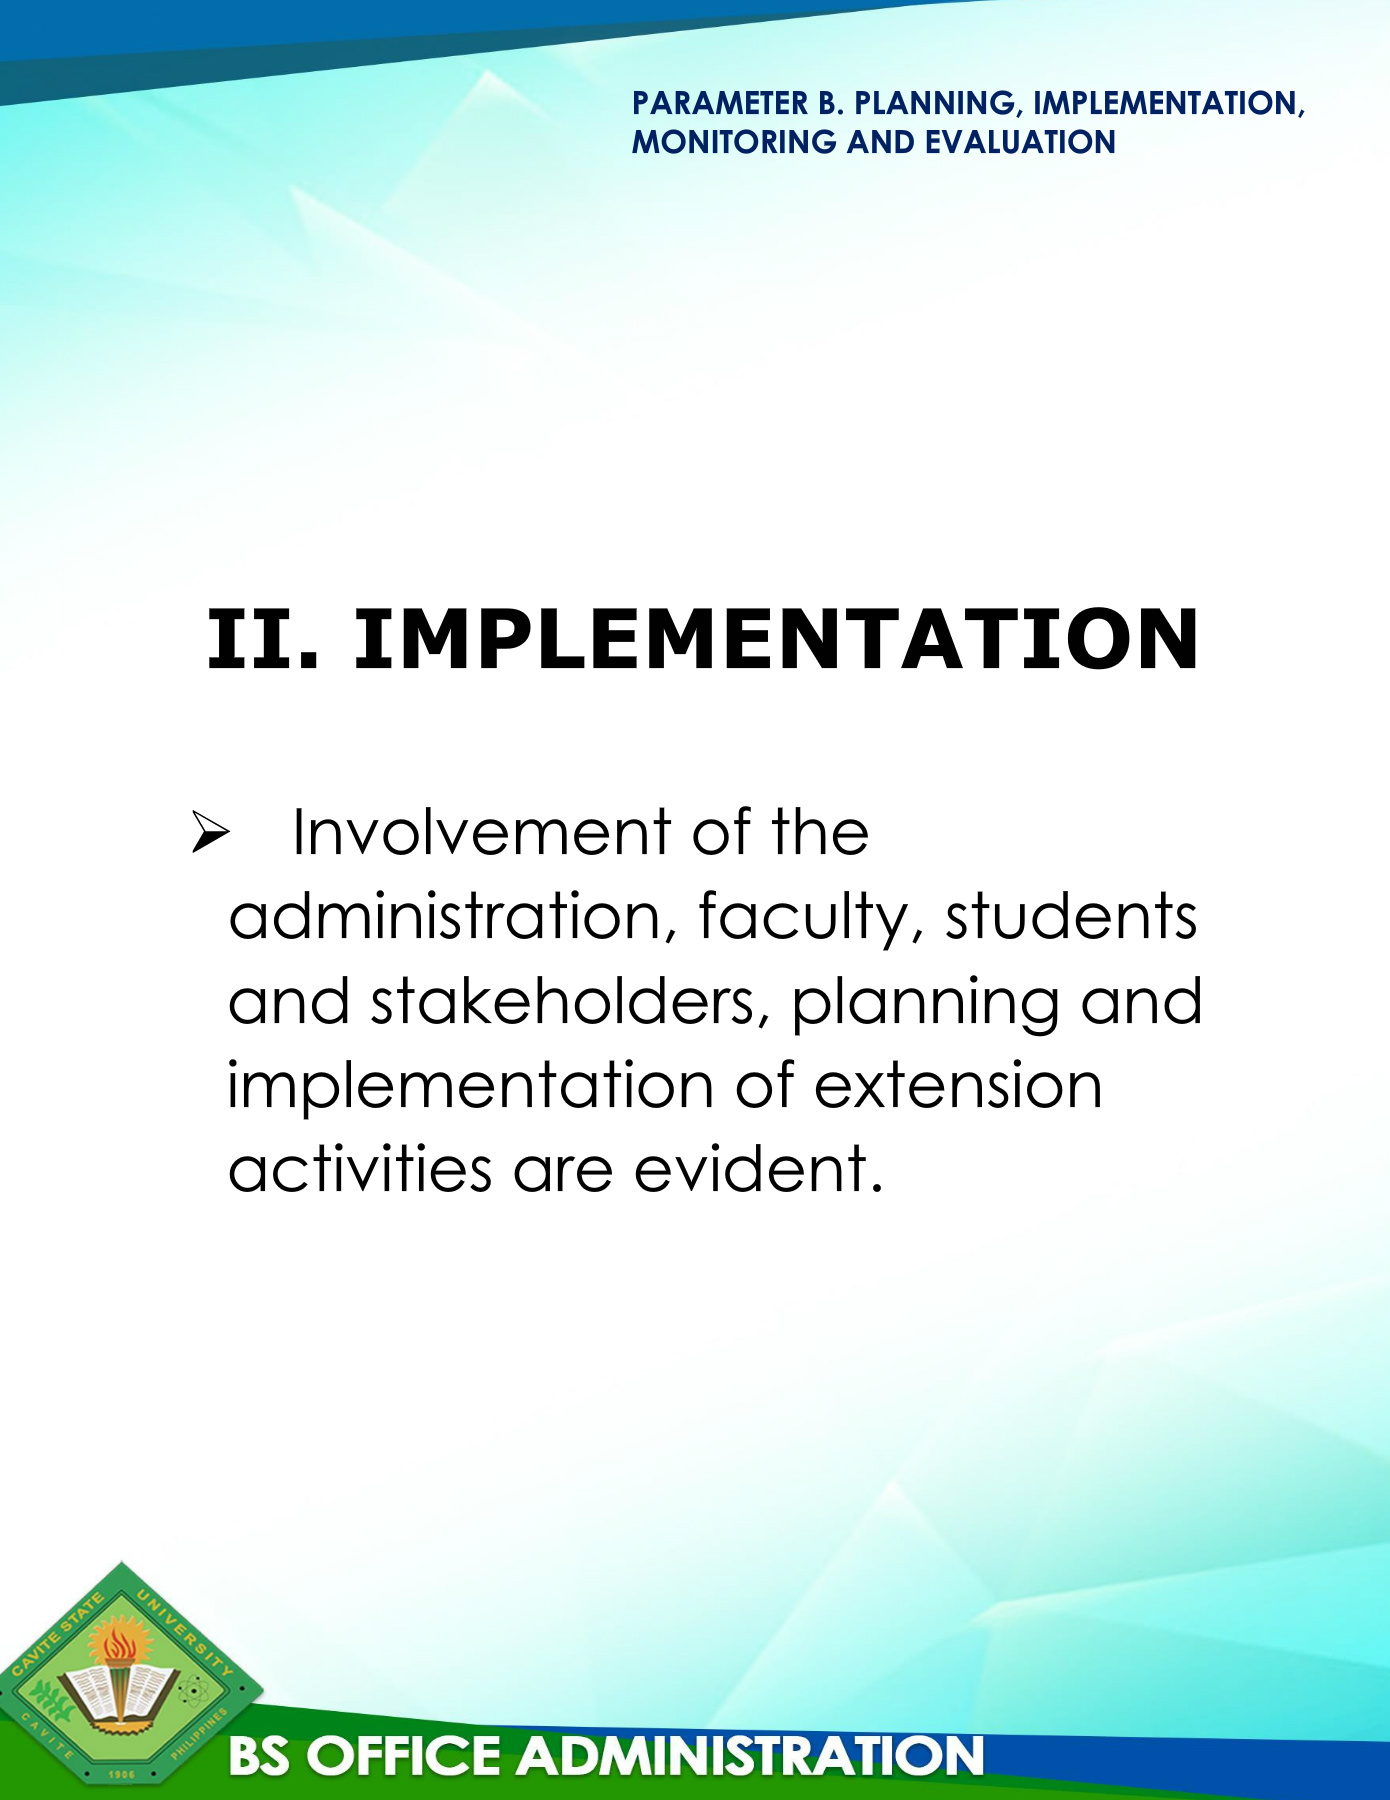 PARAMETER B. PLANNING, IMPLEMENTATION,
MONITORING AND EVALUATION
II. IMPLEMENTATION
➢ Involvement of the
administration, faculty, students
and stakeholders, planning and
implementation of extension
activities are evident.
CAVITE STATE UNIVERSITY
CAVITE PHILIPPINES
1906
BS OFFICE ADMINISTRATION